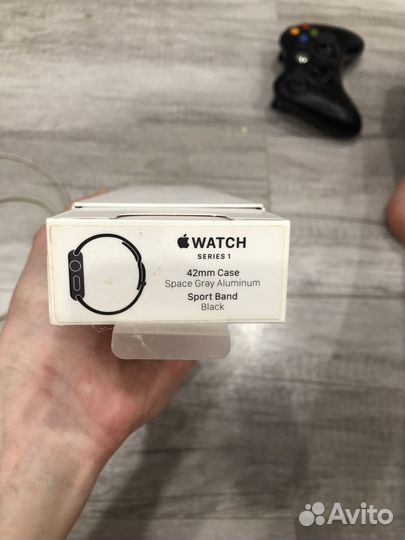 WATCH
SERIES 1
42mm Case
Space Gray Aluminum
Sport Band
Black
Avito